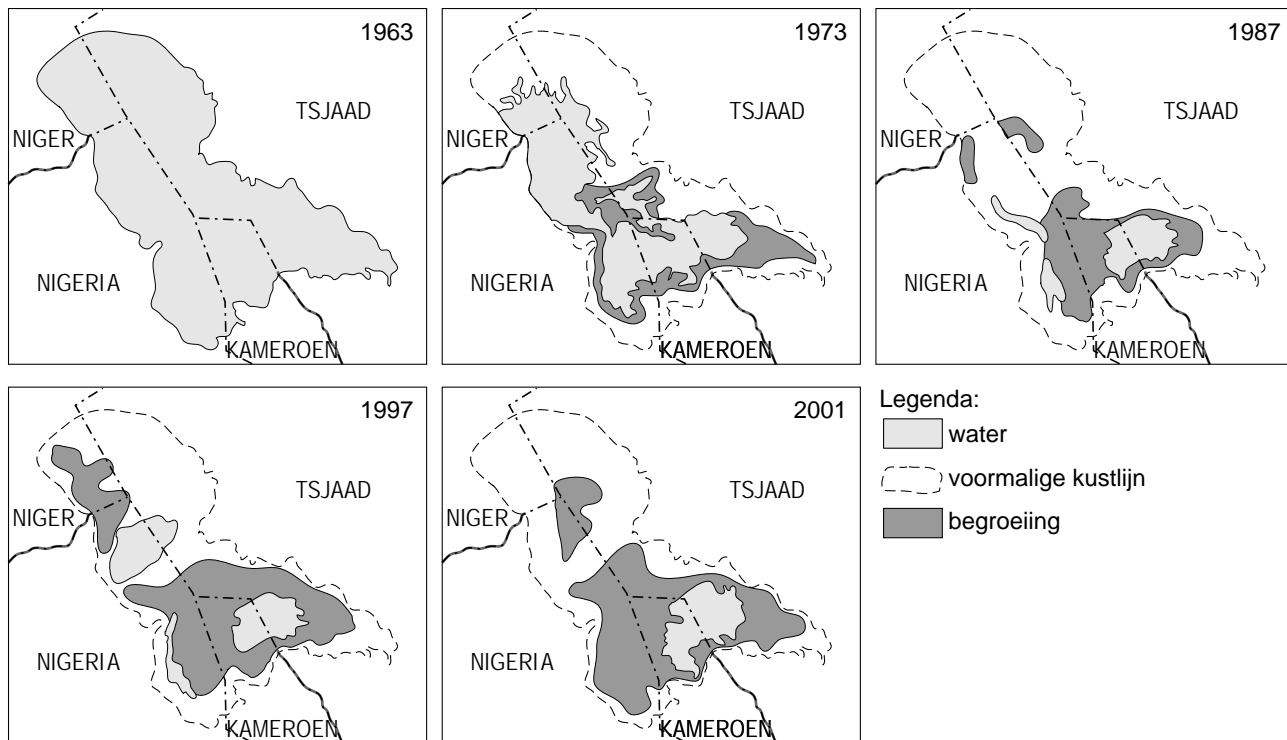 1963
TSJAAD
NIGER
NIGERIA
KAMEROEN
1973
TSJAAD
NIGER
NIGERIA
KAMEROEN
1987
TSJAAD
NIGER
NIGERIA
KAMEROEN
1997
TSJAAD
NIGER
NIGERIA
KAMEROEN
2001
TSJAAD
NIGER
NIGERIA
KAMEROEN
Legenda:
water
voormalige kustlijn
begroeiing